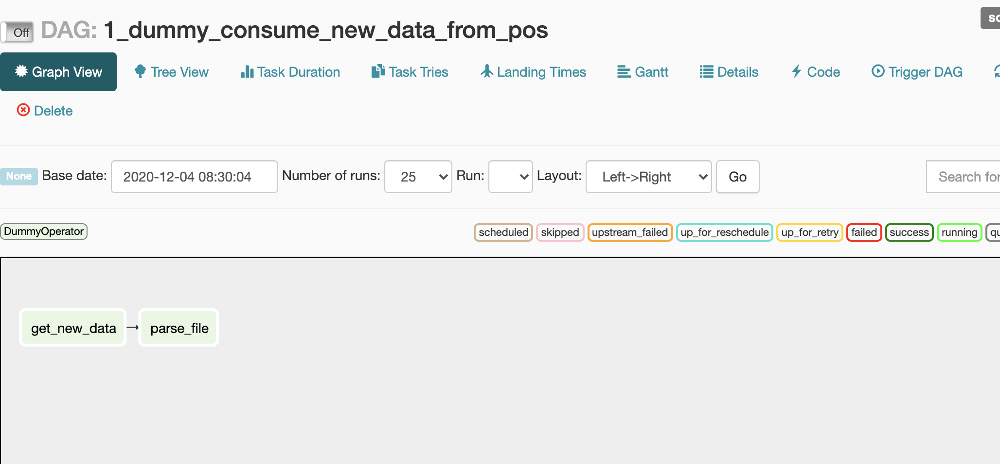 Off DAG: 1_dummy_consume_new_data_from_pos
Graph View Tree View Task Duration Task Tries Landing Times Gantt Details Code Trigger DAG
Delete
None Base date: 2020-12-04 08:30:04 Number of runs: 25 Run: Layout: Left->Right Go Search for
DummyOperator scheduled skipped upstream_failed up_for_reschedule up_for_retry failed success running
get_new_data parse_file